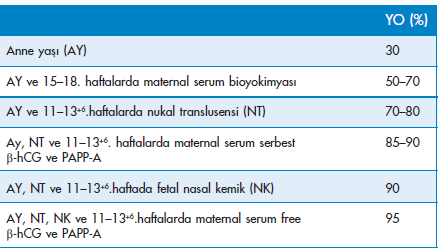 YO (%)
Anne yaşı (AY) 30
AY ve 15–18. haftalarda maternal serum bioyokimyası 50–70
AY ve 11–13⁺⁶.haftalarda nukal translusensi (NT) 70–80
Ay, NT ve 11–13⁺⁶. haftalarda maternal serum serbest 85–90
β-hCG ve PAPP-A
AY, NT ve 11–13⁺⁶.haftada fetal nasal kemik (NK) 90
AY, NT, NK ve 11–13⁺⁶.haftalarda maternal serum free 95
β-hCG ve PAPP-A